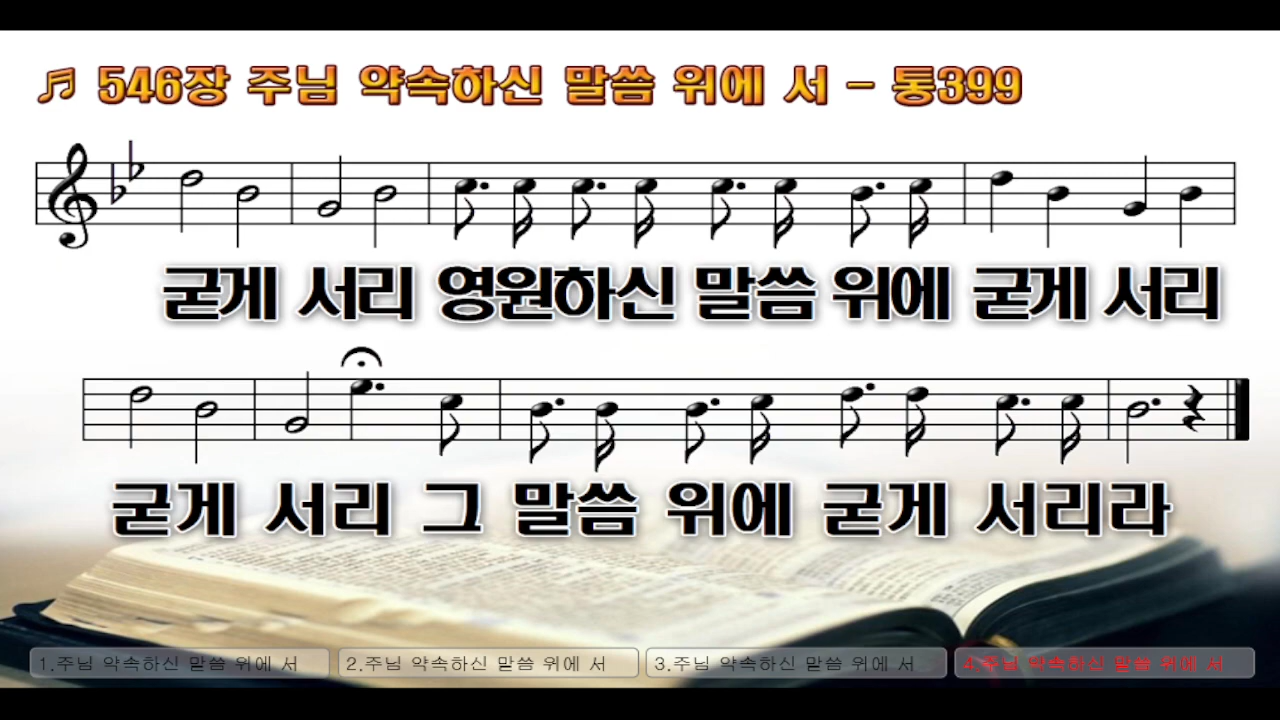 ♬ 546장 주님 약속하신 말씀 위에 서 - 통399
굳게 서리 영원하신 말씀 위에 굳게 서리
굳게 서리 그 말씀 위에 굳게 서리라
1.주님 약속하신 말씀 위에 서 2.주님 약속하신 말씀 위에 서 3.주님 약속하신 말씀 위에 서 4.주님 약속하신 말씀 위에 서